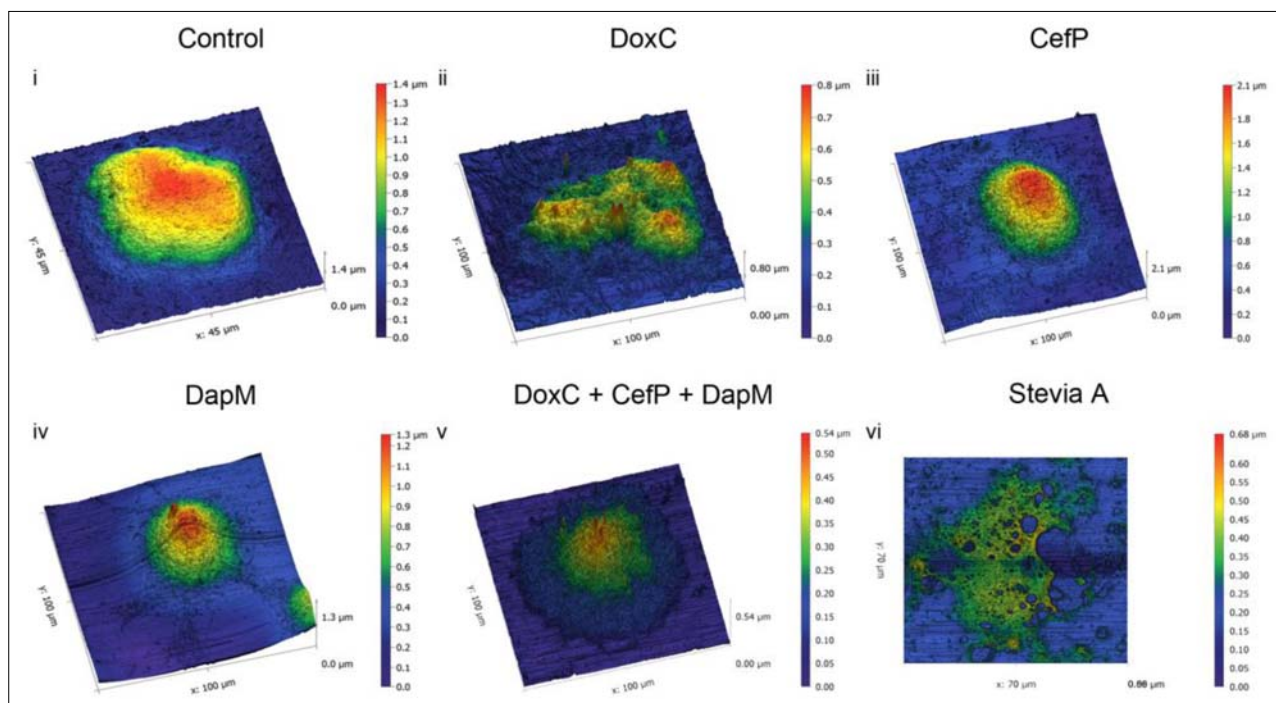 Control
DoxC
CefP
i
1.4 µm
1.3
1.2
1.1
1.0
0.9
0.8
0.7
0.6
0.5
0.4
0.3
0.2
0.1
0.0
y: 45 µm
x: 45 µm
1.4 µm
0.0 µm
ii
0.8 µm
0.7
0.6
0.5
0.4
0.3
0.2
0.1
0.0
y: 100 µm
x: 100 µm
0.80 µm
0.00 µm
iii
2.1 µm
1.8
1.6
1.4
1.2
1.0
0.8
0.6
0.4
0.2
0.0
y: 100 µm
x: 100 µm
2.1 µm
0.0 µm
DapM
DoxC + CefP + DapM
Stevia A
iv
1.3 µm
1.2
1.1
1.0
0.9
0.8
0.7
0.6
0.5
0.4
0.3
0.2
0.1
0.0
y: 100 µm
x: 100 µm
1.3 µm
0.0 µm
v
0.54 µm
0.50
0.45
0.40
0.35
0.30
0.25
0.20
0.15
0.10
0.05
0.00
y: 100 µm
x: 100 µm
0.54 µm
0.00 µm
vi
0.68 µm
0.60
0.55
0.50
0.45
0.40
0.35
0.30
0.25
0.20
0.15
0.10
0.05
0.00
y: 70 µm
x: 70 µm